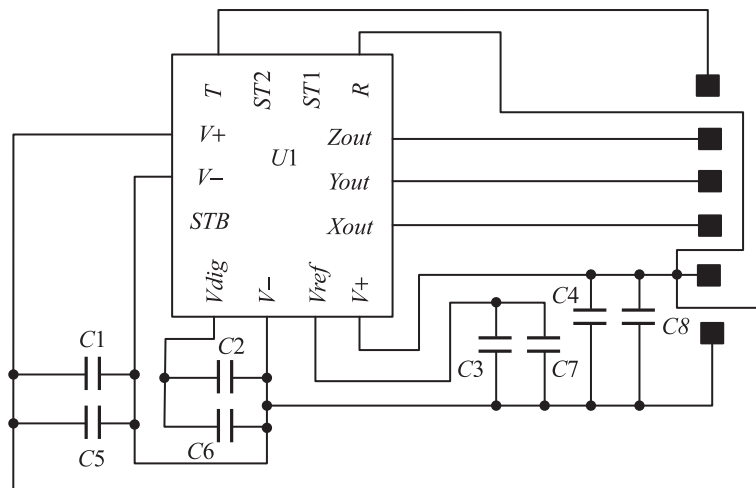 T
ST2
ST1
R
V+
Zout
U1
V−
Yout
STB
Xout
Vdig
V−
Vref
V+
C4
C8
C1
C2
C3
C7
C5
C6